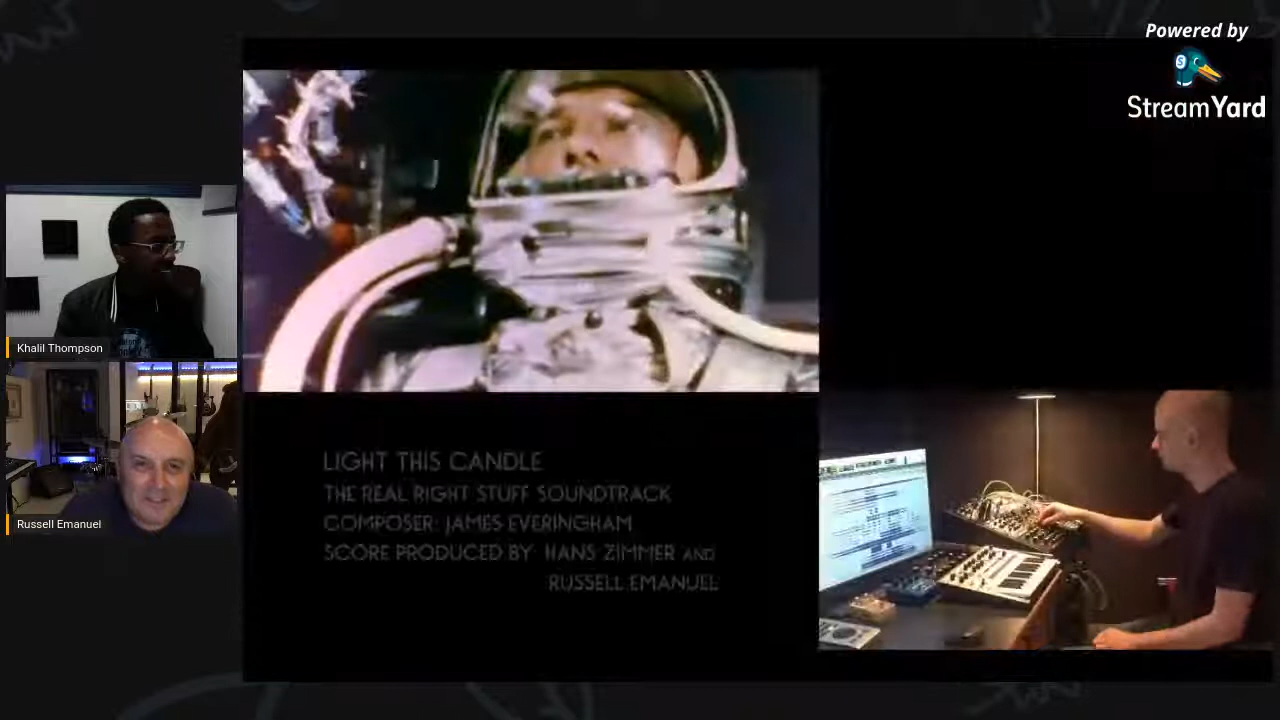 Powered by
StreamYard
Khalil Thompson
Russell Emanuel
LIGHT THIS CANDLE
THE REAL RIGHT STUFF SOUNDTRACK
COMPOSER: JAMES EVERINGHAM
SCORE PRODUCED BY: HANS ZIMMER AND
RUSSELL EMANUEL